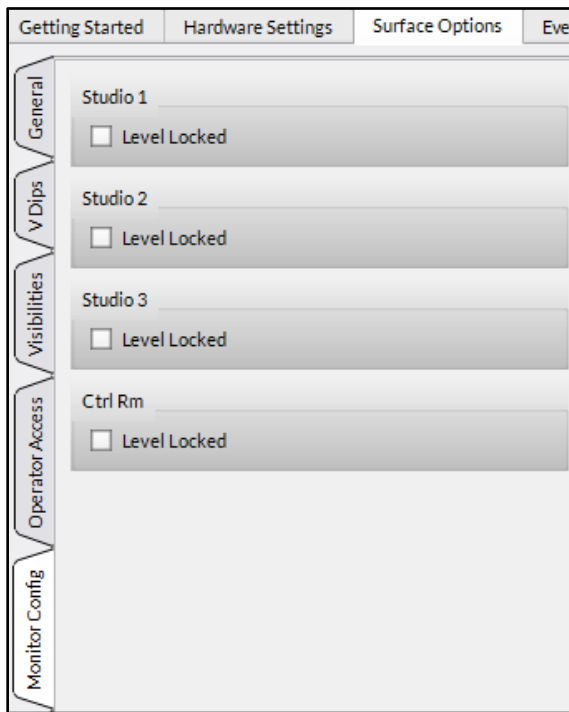 Getting Started
Hardware Settings
Surface Options
Eve
General
VDips
Visibilities
Operator Access
Monitor Config
Studio 1
Level Locked
Studio 2
Level Locked
Studio 3
Level Locked
Ctrl Rm
Level Locked